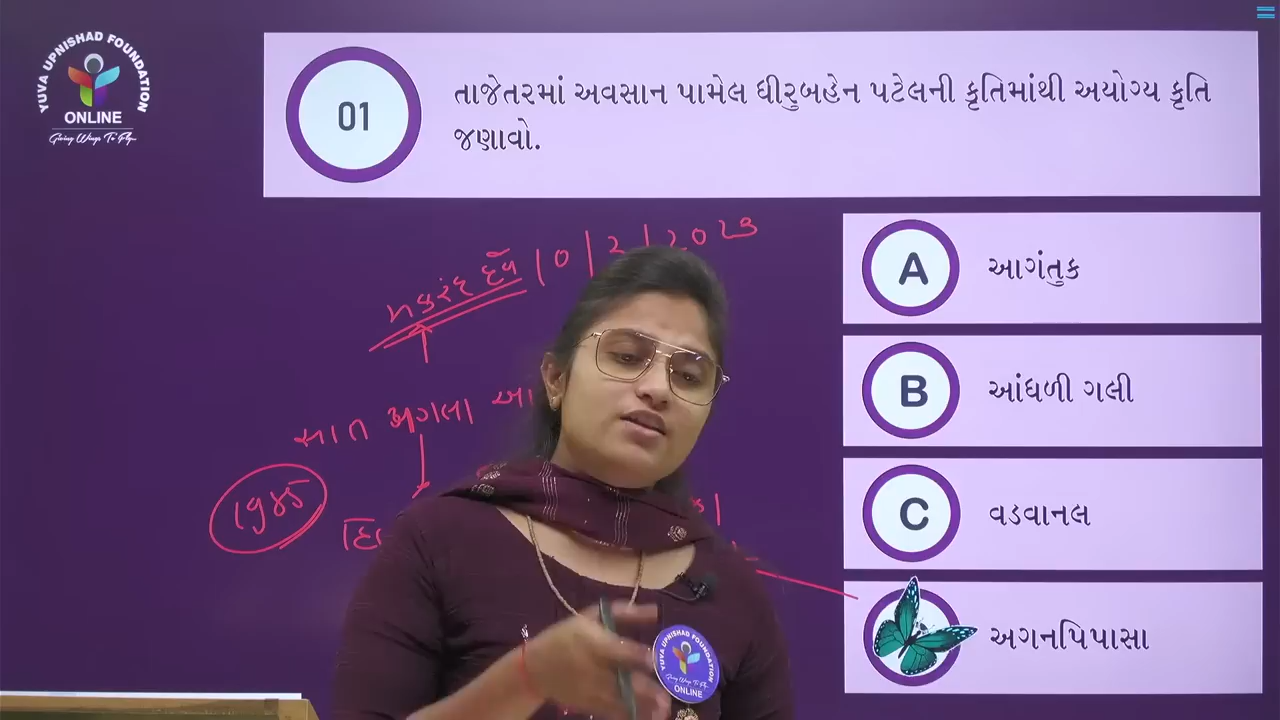 YUVA UPNISHAD FOUNDATION
ONLINE
Giving Wings To Fly...
01
તાજેતરમાં અવસાન પામેલ ધીરુબહેન પટેલની કૃતિમાંથી અયોગ્ય કૃતિ
જણાવો.
મકરંદ દવે 10/2/2023
A આગંતુક
B આંધળી ગલી
સાત પગલા આ
C વડવાનલ
1985
અગનપિપાસા
YUVA UPNISHAD FOUNDATION
ONLINE